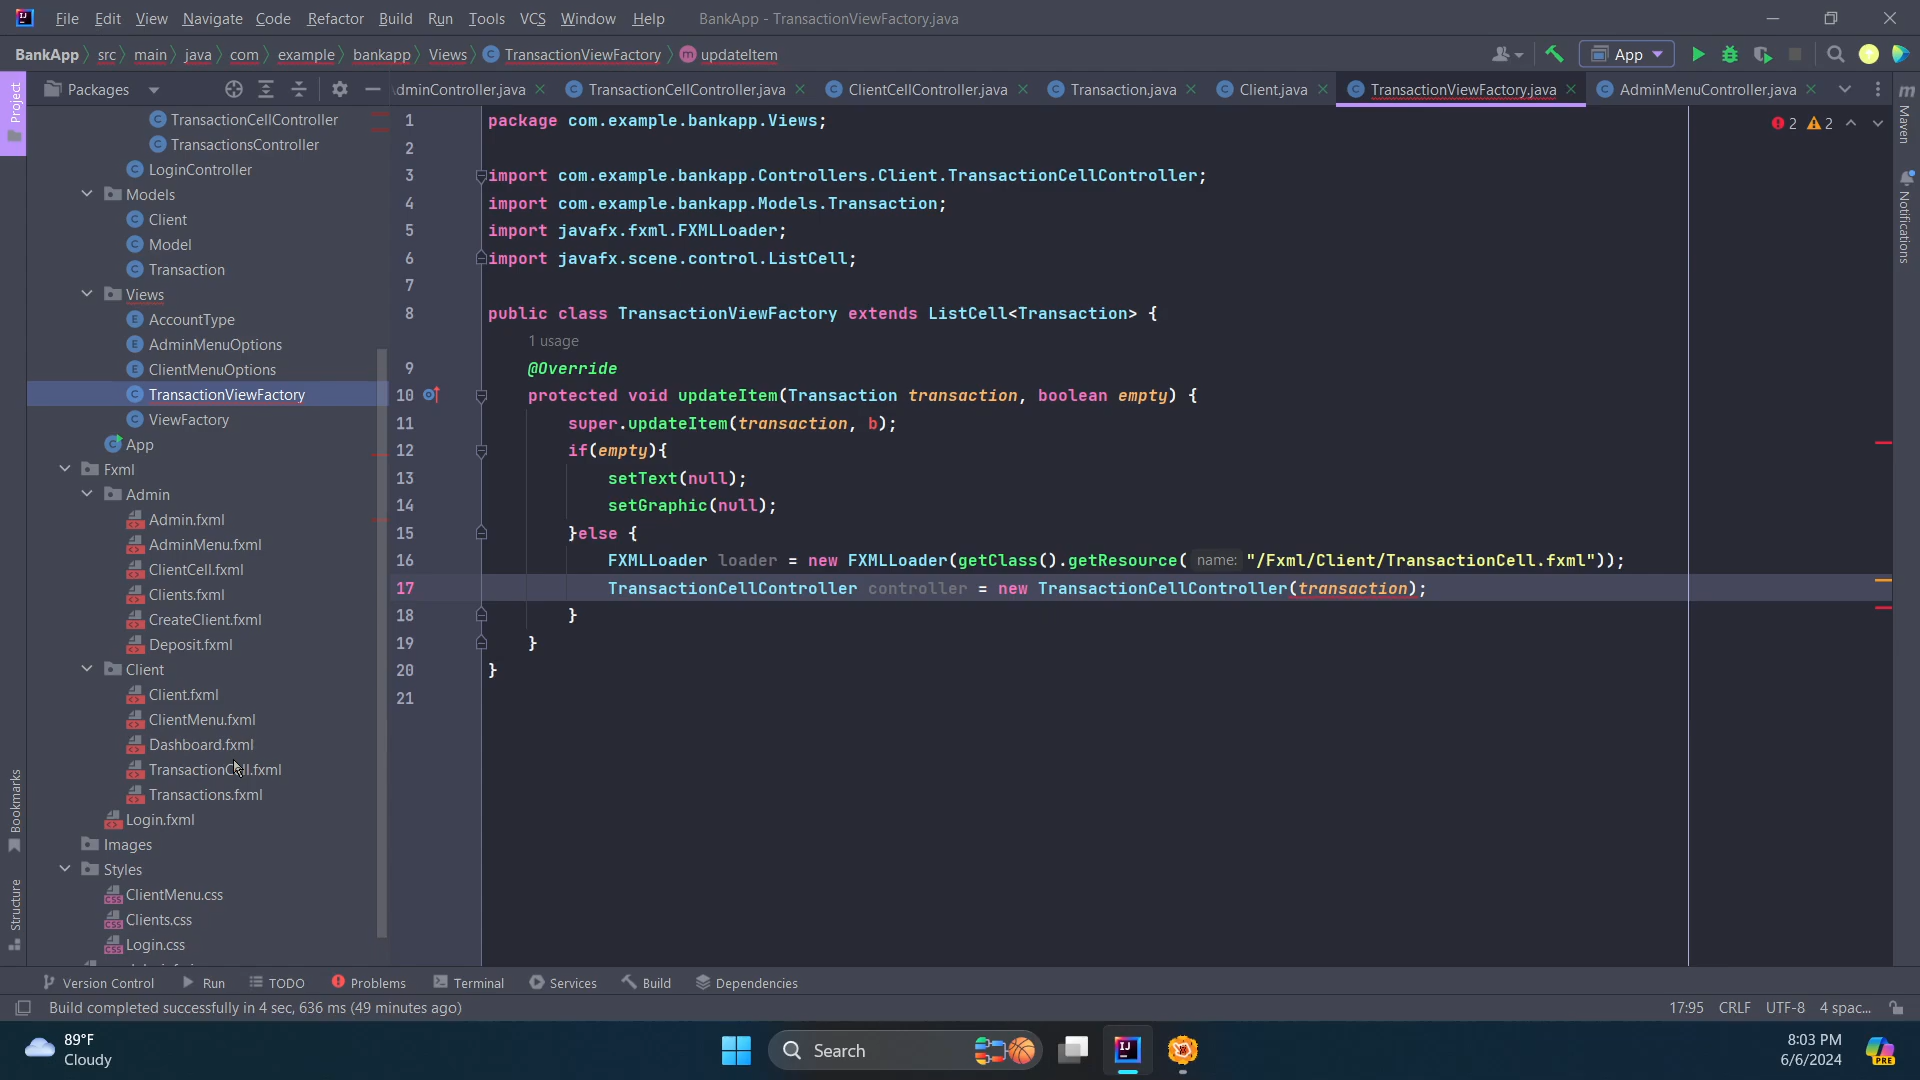 File Edit View Navigate Code Refactor Build Run Tools VCS Window Help BankApp - TransactionViewFactory.java
BankApp src main java com example bankapp Views TransactionViewFactory updateItem App
Project
Packages
TransactionCellController
TransactionsController
LoginController
Models
Client
Model
Transaction
Views
AccountType
AdminMenuOptions
ClientMenuOptions
TransactionViewFactory
ViewFactory
App
Fxml
Admin
Admin.fxml
AdminMenu.fxml
ClientCell.fxml
Clients.fxml
CreateClient.fxml
Deposit.fxml
Client
Client.fxml
ClientMenu.fxml
Dashboard.fxml
TransactionCell.fxml
Transactions.fxml
Login.fxml
Images
Styles
ClientMenu.css
Clients.css
Login.css
Bookmarks
Structure
dminController.java TransactionCellController.java ClientCellController.java Transaction.java Client.java TransactionViewFactory.java AdminMenuController.java
2 2
1 package com.example.bankapp.Views;
2
3 import com.example.bankapp.Controllers.Client.TransactionCellController;
4 import com.example.bankapp.Models.Transaction;
5 import javafx.fxml.FXMLLoader;
6 import javafx.scene.control.ListCell;
7
8 public class TransactionViewFactory extends ListCell<Transaction> {
1 usage
9 @Override
10 protected void updateItem(Transaction transaction, boolean empty) {
11 super.updateItem(transaction, b);
12 if(empty){
13 setText(null);
14 setGraphic(null);
15 }else {
16 FXMLLoader loader = new FXMLLoader(getClass().getResource( name: "/Fxml/Client/TransactionCell.fxml"));
17 TransactionCellController controller = new TransactionCellController(transaction);
18 }
19 }
20 }
21
Maven
Notifications
Version Control Run TODO Problems Terminal Services Build Dependencies
Build completed successfully in 4 sec, 636 ms (49 minutes ago) 17:95 CRLF UTF-8 4 spac...
89°F
Cloudy
Search
8:03 PM
6/6/2024
PRE